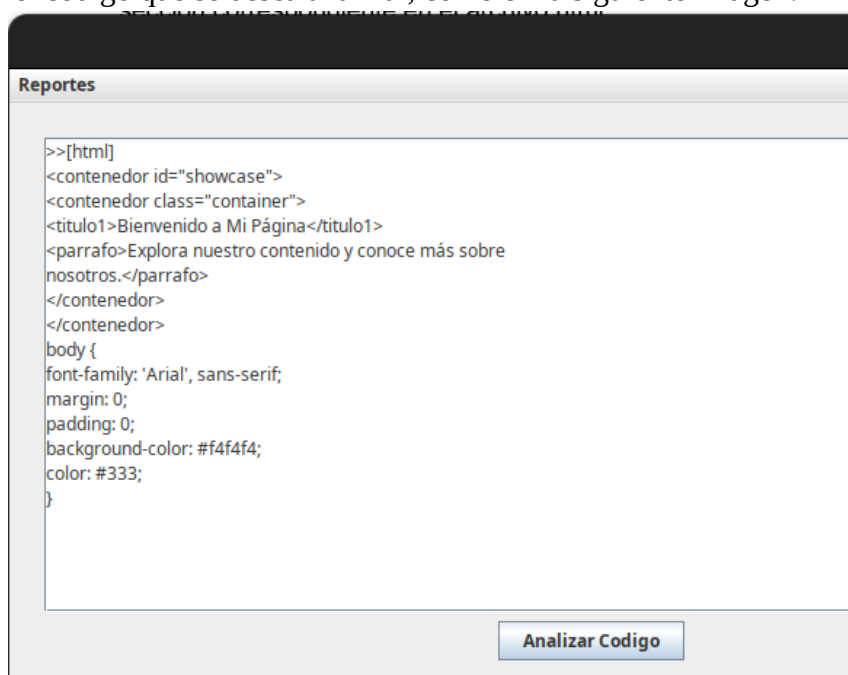 Reportes
>>[html]
<contenedor id="showcase">
<contenedor class="container">
<titulo1>Bienvenido a Mi Página</titulo1>
<parrafo>Explora nuestro contenido y conoce más sobre
nosotros.</parrafo>
</contenedor>
</contenedor>
body {
font-family: 'Arial', sans-serif;
margin: 0;
padding: 0;
background-color: #f4f4f4;
color: #333;
}
Analizar Codigo